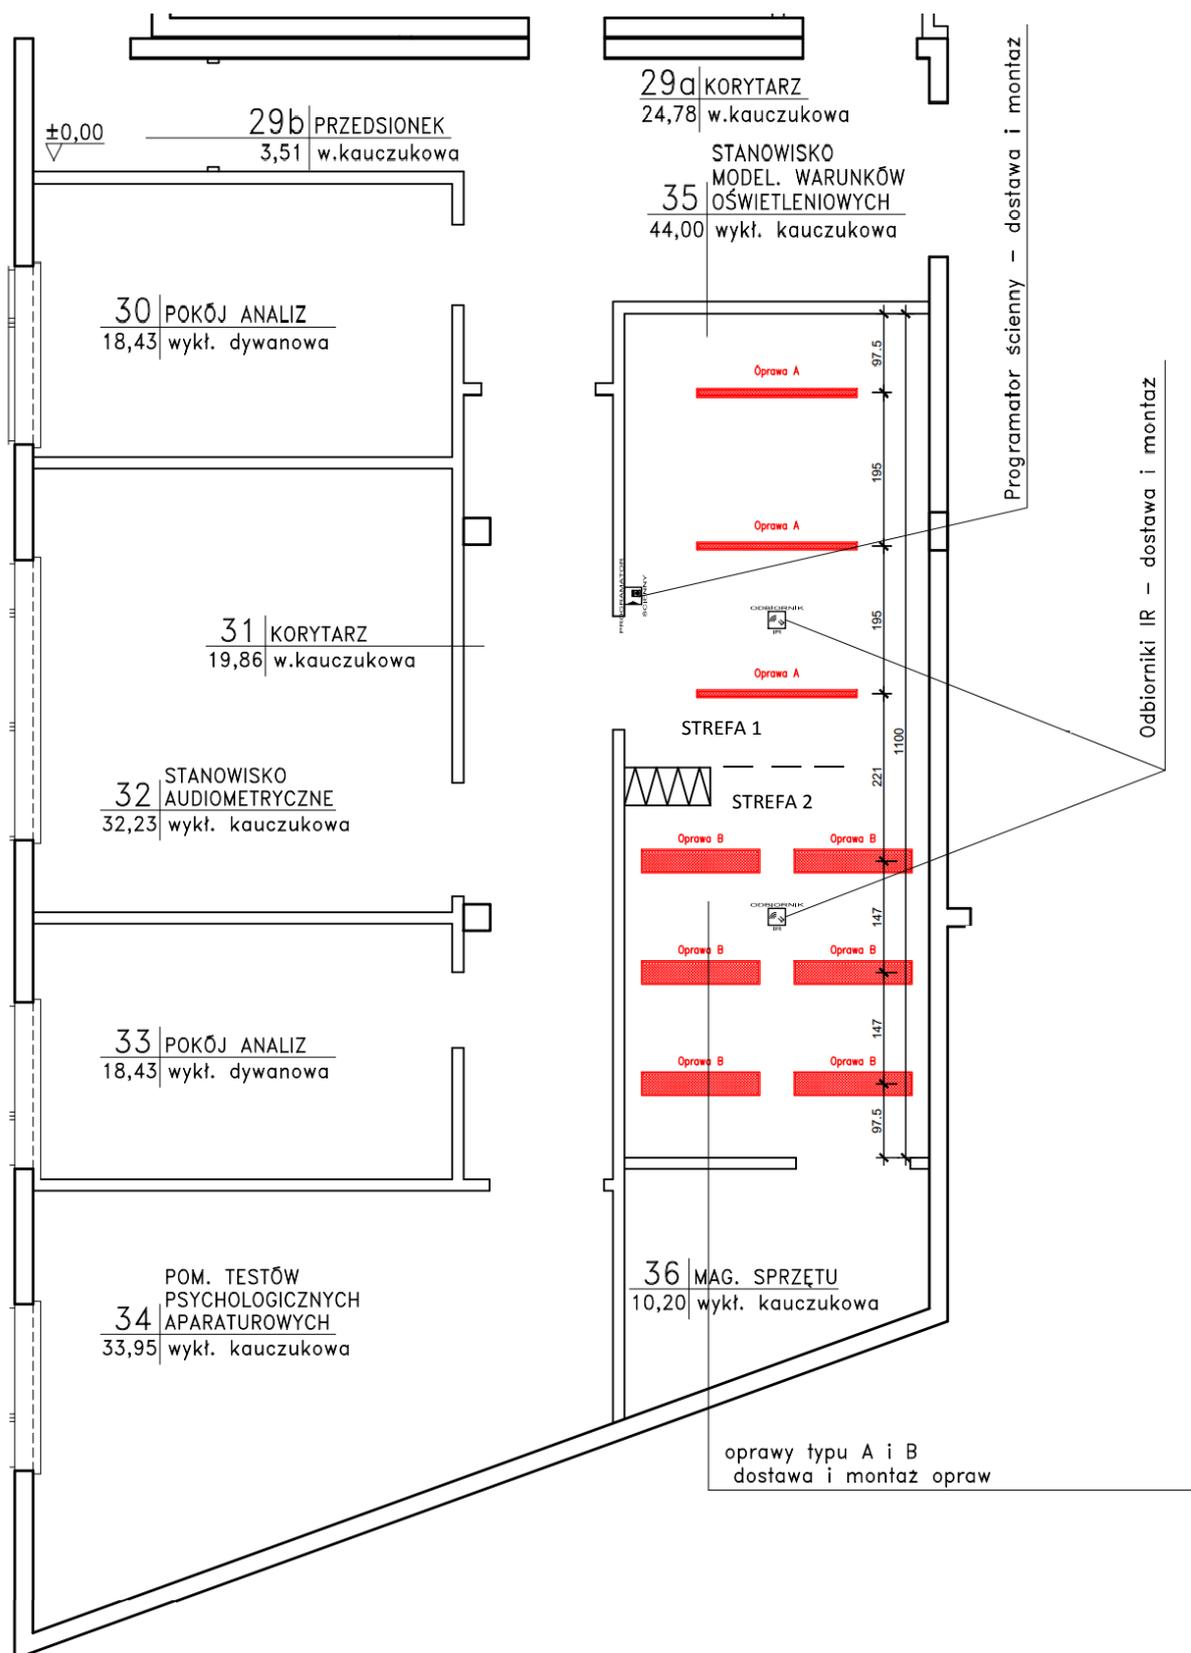 29a KORYTARZ
24,78 w.kauczukowa
29b PRZEDSIONEK
3,51 w.kauczukowa
±0,00
STANOWISKO
MODEL. WARUNKÓW
35 OŚWIETLENIOWYCH
44,00 wykł. kauczukowa
Programator ścienny – dostawa i montaż
30 POKÓJ ANALIZ
18,43 wykł. dywanowa
97.5
Oprawa A
195
Oprawa A
Odbiorniki IR – dostawa i montaż
PROGRAMATOR
ŚCIENNY
ODBIORNIK
195
31 KORYTARZ
19,86 w.kauczukowa
Oprawa A
STREFA 1
1100
221
STANOWISKO
32 AUDIOMETRYCZNE
32,23 wykł. kauczukowa
STREFA 2
Oprawa B
Oprawa B
ODBIORNIK
147
Oprawa B
Oprawa B
147
33 POKÓJ ANALIZ
18,43 wykł. dywanowa
Oprawa B
Oprawa B
97.5
POM. TESTÓW
PSYCHOLOGICZNYCH
34 APARATUROWYCH
33,95 wykł. kauczukowa
36 MAG. SPRZĘTU
10,20 wykł. kauczukowa
oprawy typu A i B
dostawa i montaż opraw